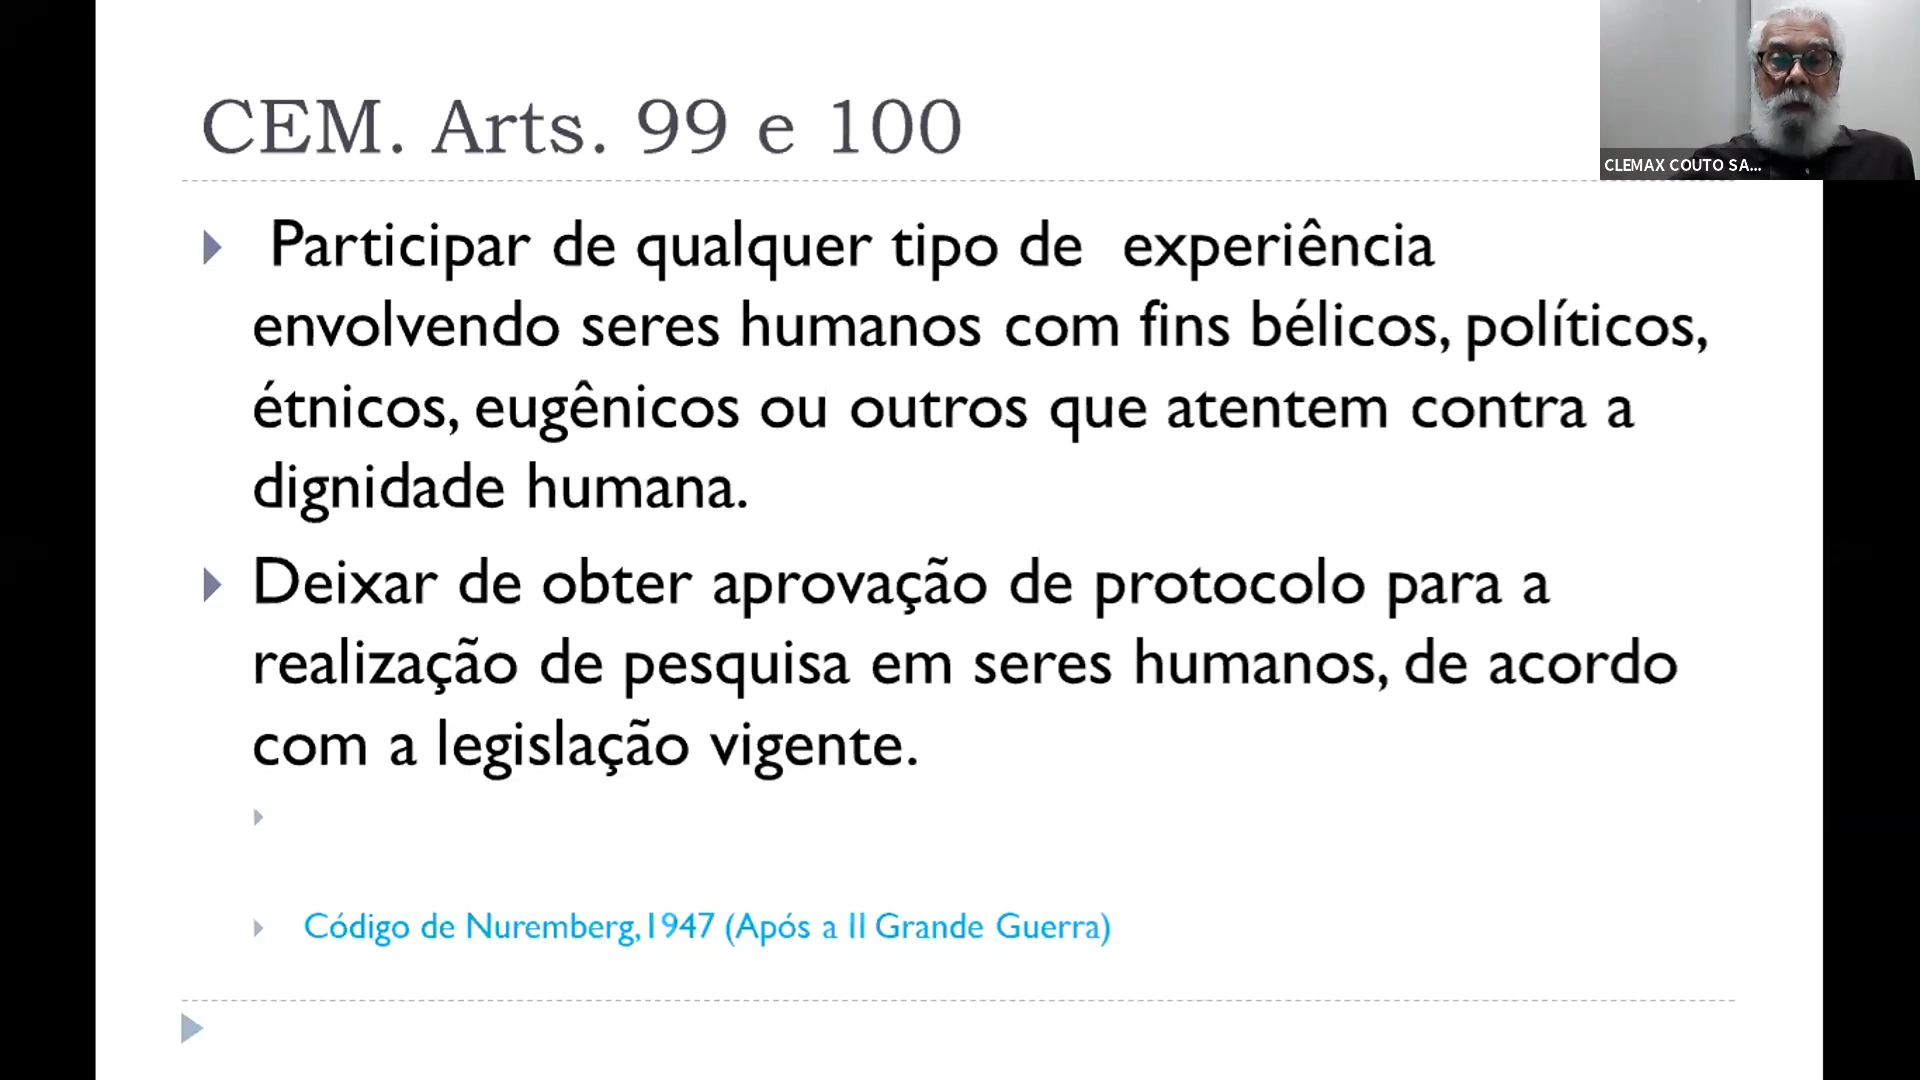 CEM. Arts. 99 e 100
CLEMAX COUTO SA...
Participar de qualquer tipo de experiência
envolvendo seres humanos com fins bélicos, políticos,
étnicos, eugênicos ou outros que atentem contra a
dignidade humana.
Deixar de obter aprovação de protocolo para a
realização de pesquisa em seres humanos, de acordo
com a legislação vigente.
Código de Nuremberg,1947 (Após a II Grande Guerra)